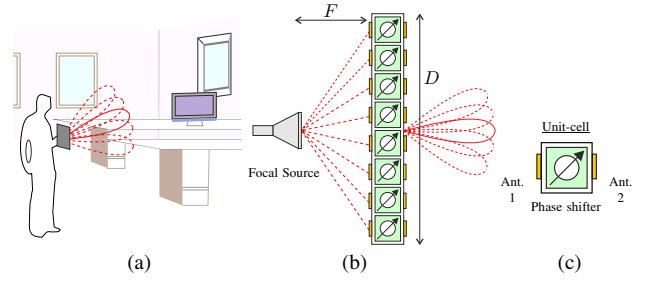 F
D
Focal Source
Unit-cell
Ant.
1
Ant.
2
Phase shifter
(a)
(b)
(c)